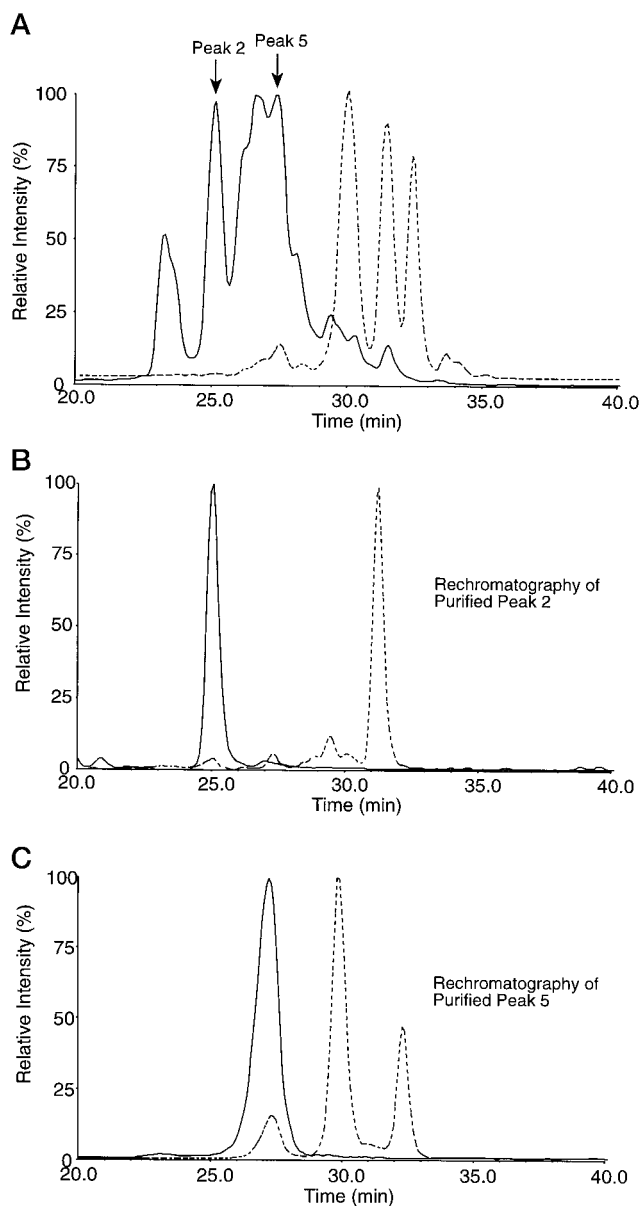 A
Peak 2
Peak 5
Relative Intensity (%)
100
75
50
25
0
20.0
25.0
30.0
35.0
40.0
Time (min)
B
Relative Intensity (%)
100
75
50
25
0
Rechromatography of
Purified Peak 2
20.0
25.0
30.0
35.0
40.0
Time (min)
C
Relative Intensity (%)
100
75
50
25
0
Rechromatography of
Purified Peak 5
20.0
25.0
30.0
35.0
40.0
Time (min)